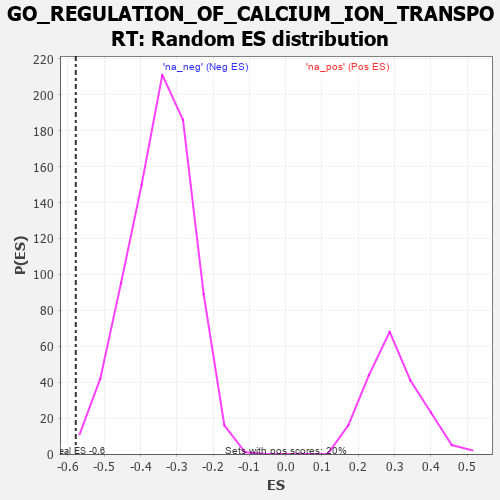 GO_REGULATION_OF_CALCIUM_ION_TRANSPO
RT: Random ES distribution
'na_neg' (Neg ES)
'na_pos' (Pos ES)
220
200
180
160
140
120
100
80
60
40
20
0
P(ES)
eal ES -0.6
Sets with pos scores: 20%
-0.6 -0.5 -0.4 -0.3 -0.2 -0.1 0.0 0.1 0.2 0.3 0.4 0.5
ES